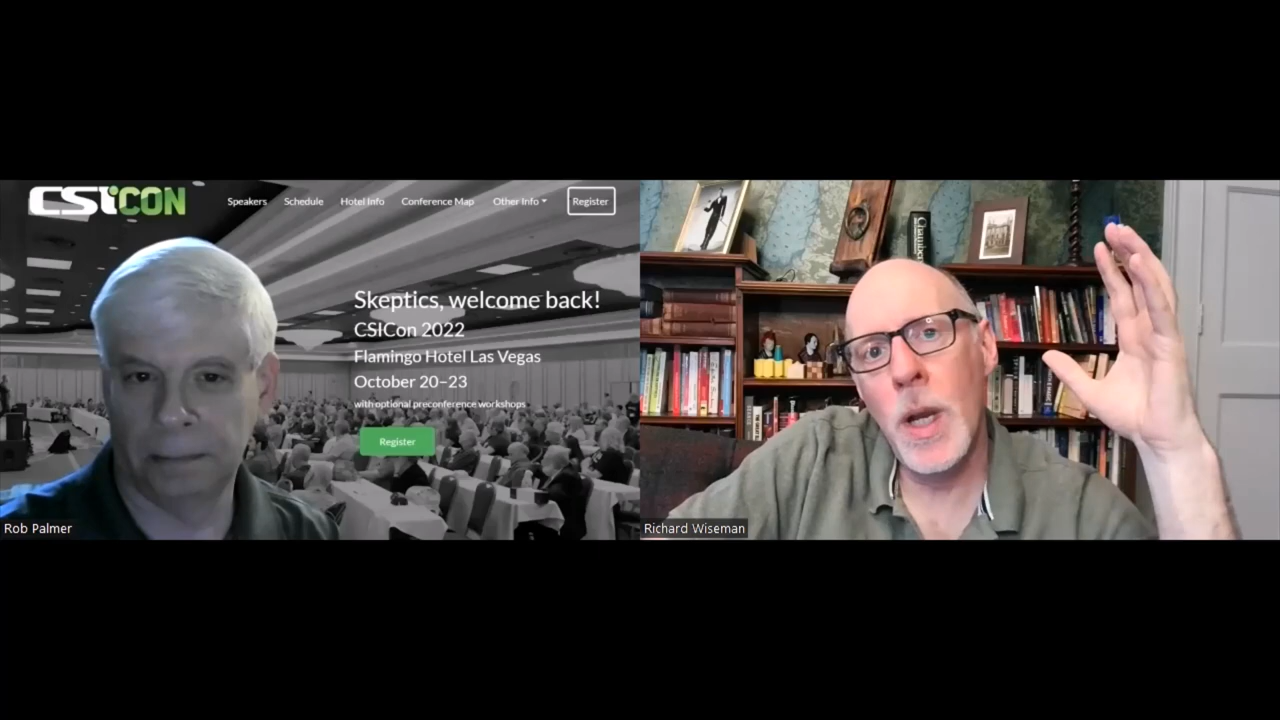 CSICON
Speakers Schedule Hotel Info Conference Map Other Info Register
Skeptics, welcome back!
CSICon 2022
Flamingo Hotel Las Vegas
October 20–23
with optional preconference workshops
Register
Rob Palmer
Richard Wiseman